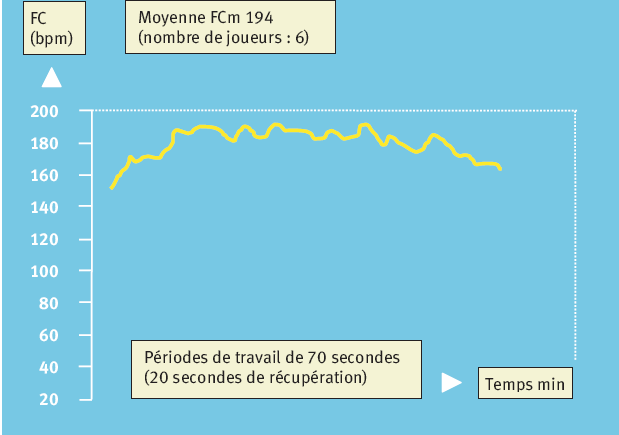 FC
(bpm)
Moyenne FCm 194
(nombre de joueurs : 6)
200
180
160
140
120
100
80
60
40
20
Périodes de travail de 70 secondes
(20 secondes de récupération)
Temps min